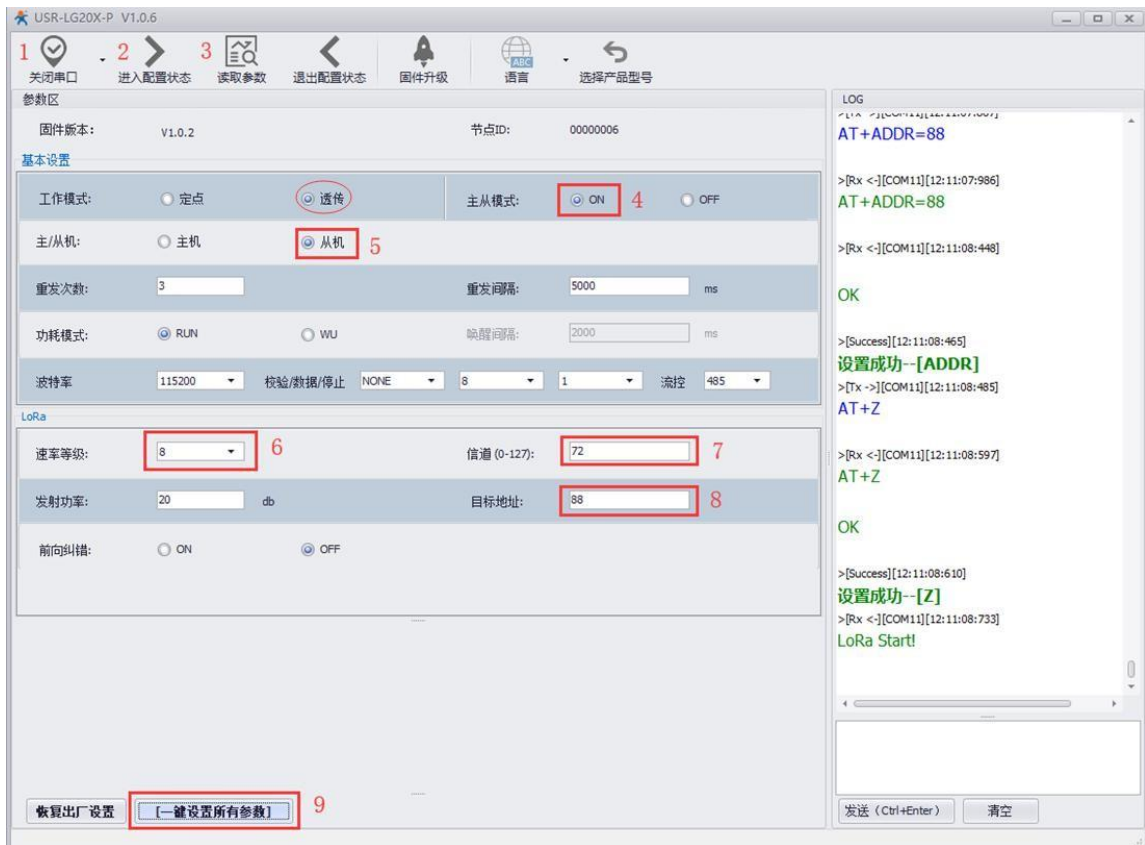 USR-LG20X-P V1.0.6
1 2 3
关闭串口 进入配置状态 读取参数 退出配置状态 固件升级 ABC 语言 选择产品型号
参数区
固件版本: V1.0.2 节点ID: 00000006
基本设置
工作模式: 定点 透传 主从模式: ON 4 OFF
主/从机: 主机 从机 5
重发次数: 3 重发间隔: 5000 ms
功耗模式: RUN WU 唤醒间隔: 2000 ms
波特率 115200 校验/数据/停止 NONE 8 1 流控 485
LoRa
速率等级: 8 6 信道 (0-127): 72 7
发射功率: 20 db 目标地址: 88 8
前向纠错: ON OFF
恢复出厂设置 [一键设置所有参数] 9
LOG
AT+ADDR=88
>[Rx <-][COM11][12:11:07:986]
AT+ADDR=88
>[Rx <-][COM11][12:11:08:448]
OK
>[Success][12:11:08:465]
设置成功--[ADDR]
>[Tx ->][COM11][12:11:08:485]
AT+Z
>[Rx <-][COM11][12:11:08:597]
AT+Z
OK
>[Success][12:11:08:610]
设置成功--[Z]
>[Rx <-][COM11][12:11:08:733]
LoRa Start!
发送 (Ctrl+Enter) 清空